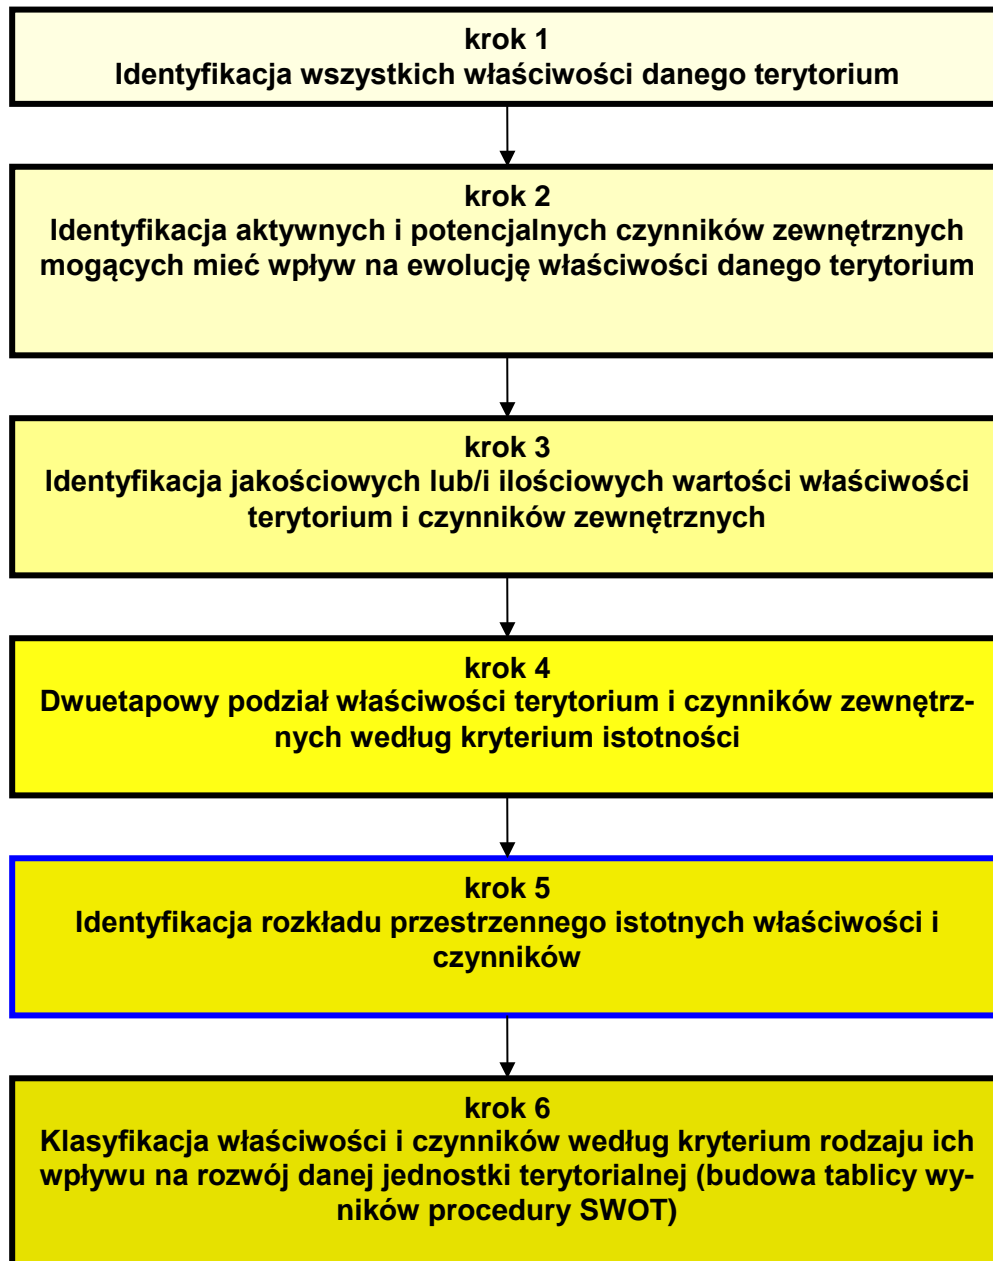 krok 1
Identyfikacja wszystkich właściwości danego terytorium
krok 2
Identyfikacja aktywnych i potencjalnych czynników zewnętrznych
mogących mieć wpływ na ewolucję właściwości danego terytorium
krok 3
Identyfikacja jakościowych lub/i ilościowych wartości właściwości
terytorium i czynników zewnętrznych
krok 4
Dwuetapowy podział właściwości terytorium i czynników zewnętrz-
nych według kryterium istotności
krok 5
Identyfikacja rozkładu przestrzennego istotnych właściwości i
czynników
krok 6
Klasyfikacja właściwości i czynników według kryterium rodzaju ich
wpływu na rozwój danej jednostki terytorialnej (budowa tablicy wy-
ników procedury SWOT)